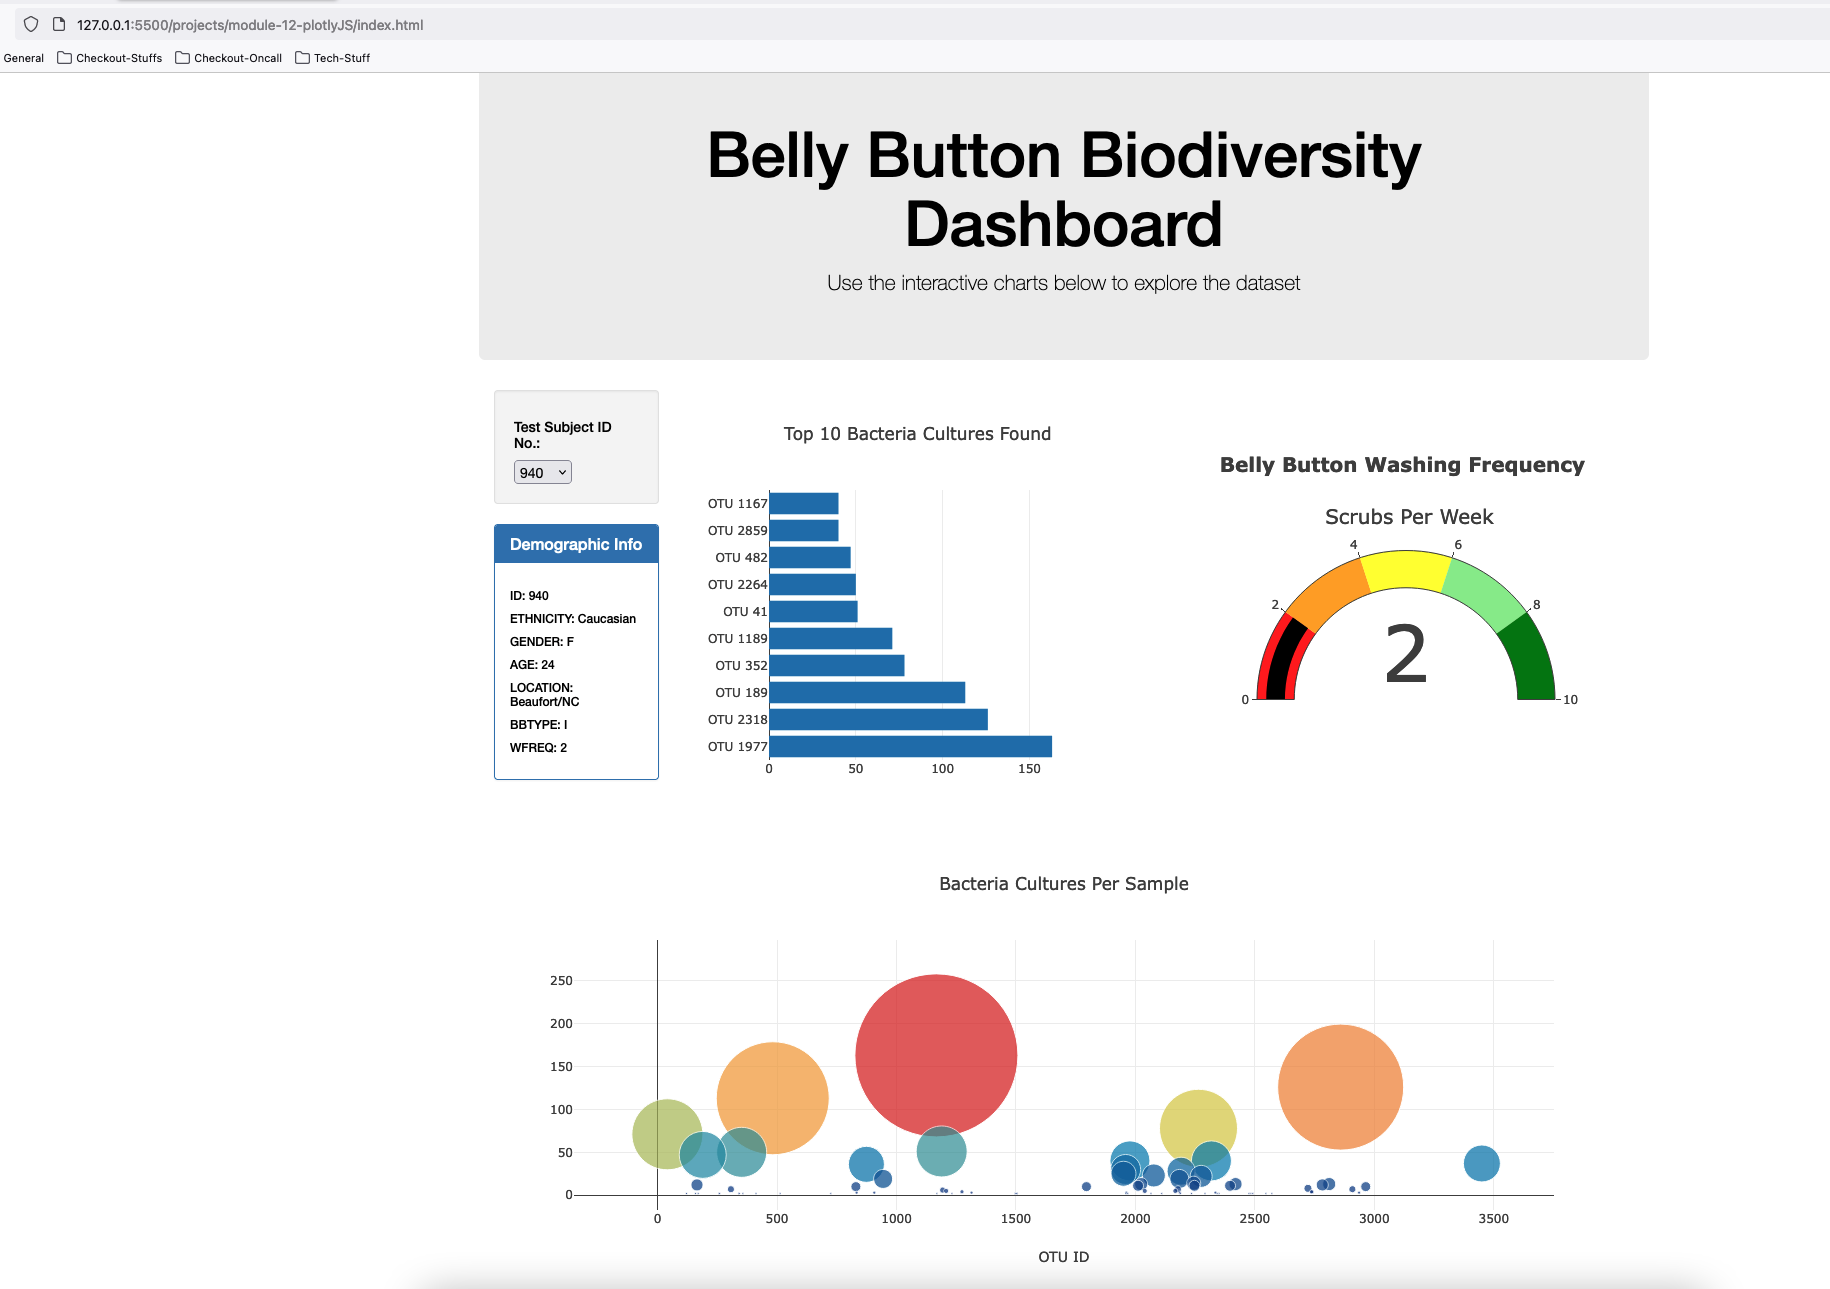 127.0.0.1:5500/projects/module-12-plotlyJS/index.html
General Checkout-Stuffs Checkout-Oncall Tech-Stuff
Belly Button Biodiversity
Dashboard
Use the interactive charts below to explore the dataset
Test Subject ID
No.:
940
Demographic Info
ID: 940
ETHNICITY: Caucasian
GENDER: F
AGE: 24
LOCATION:
Beaufort/NC
BBTYPE: I
WFREQ: 2
Top 10 Bacteria Cultures Found
OTU 1167
OTU 2859
OTU 482
OTU 2264
OTU 41
OTU 1189
OTU 352
OTU 189
OTU 2318
OTU 1977
0 50 100 150
Belly Button Washing Frequency
Scrubs Per Week
4 6
2 8
2
0 10
Bacteria Cultures Per Sample
250
200
150
100
50
0
0 500 1000 1500 2000 2500 3000 3500
OTU ID